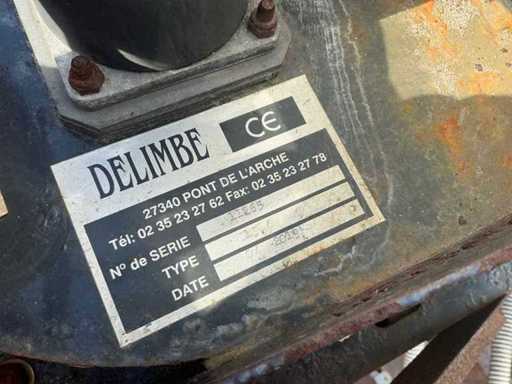 DELIMBE CE
27340 PONT DE L'ARCHE
Tél: 02 35 23 27 62 Fax: 02 35 23 27 78
N° de SERIE
TYPE
DATE